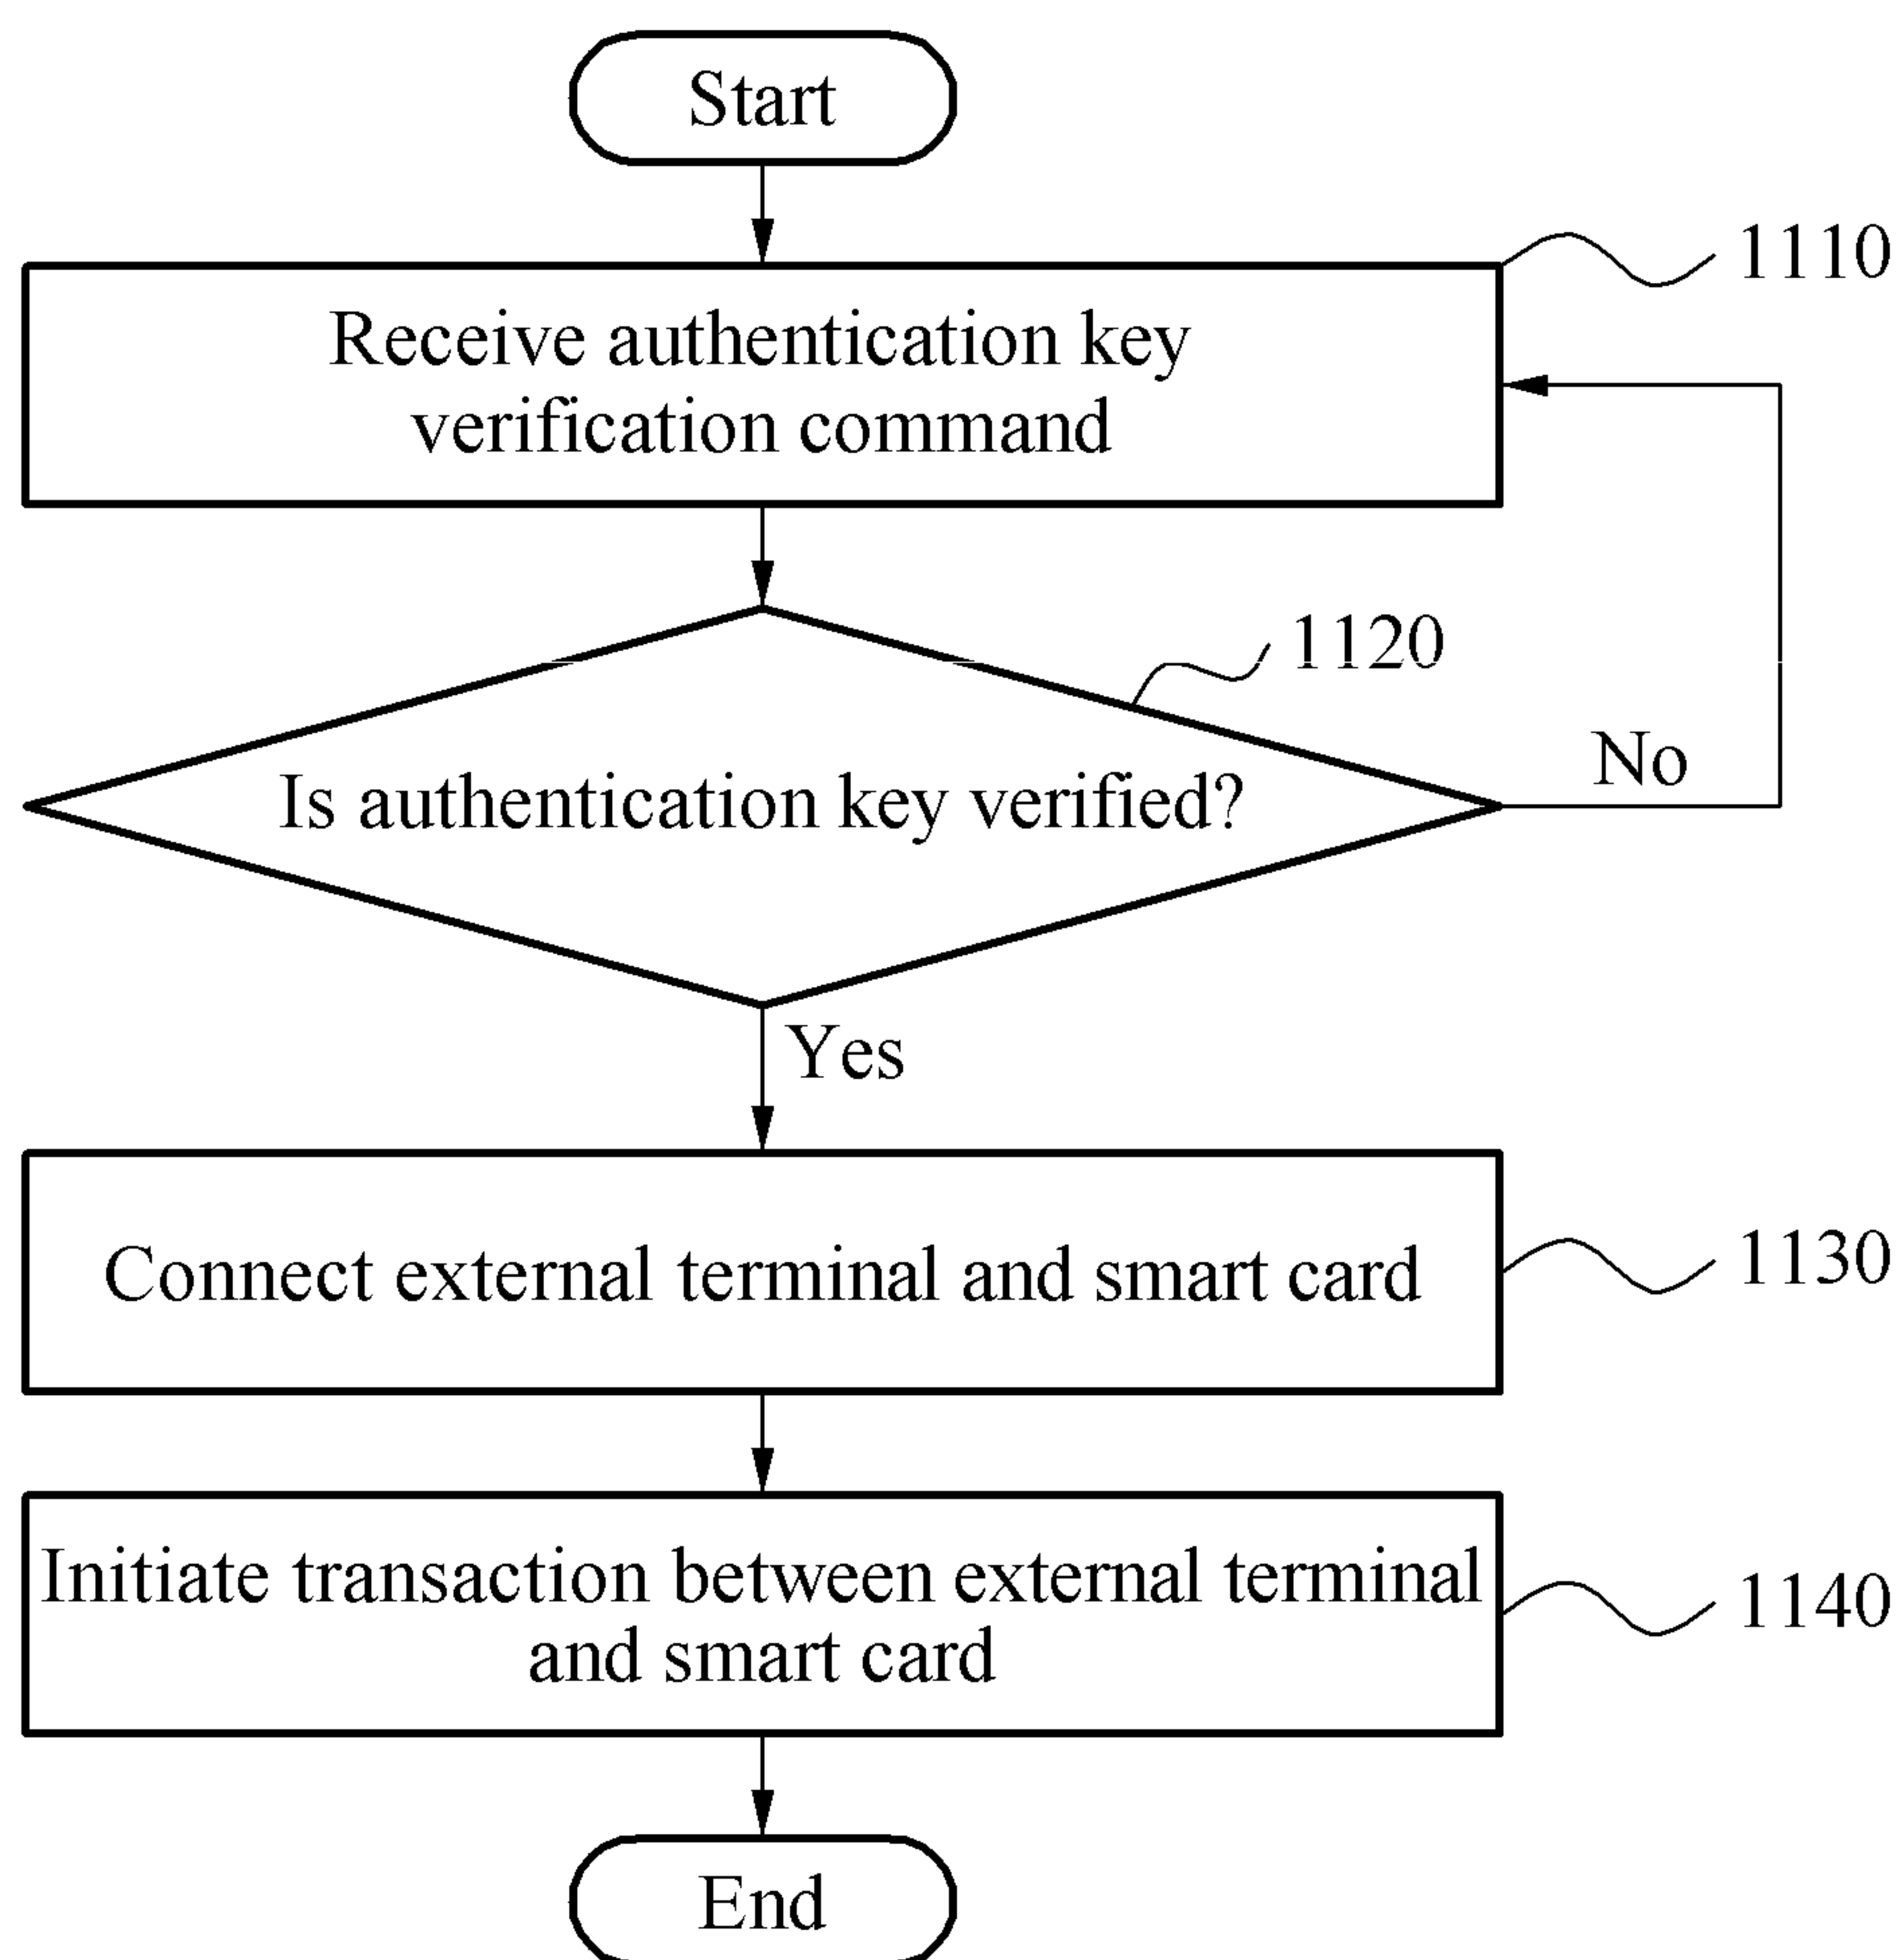 Start
1110
Receive authentication key
verification command
1120
Is authentication key verified?
No
Yes
Connect external terminal and smart card
1130
Initiate transaction between external terminal
and smart card
1140
End